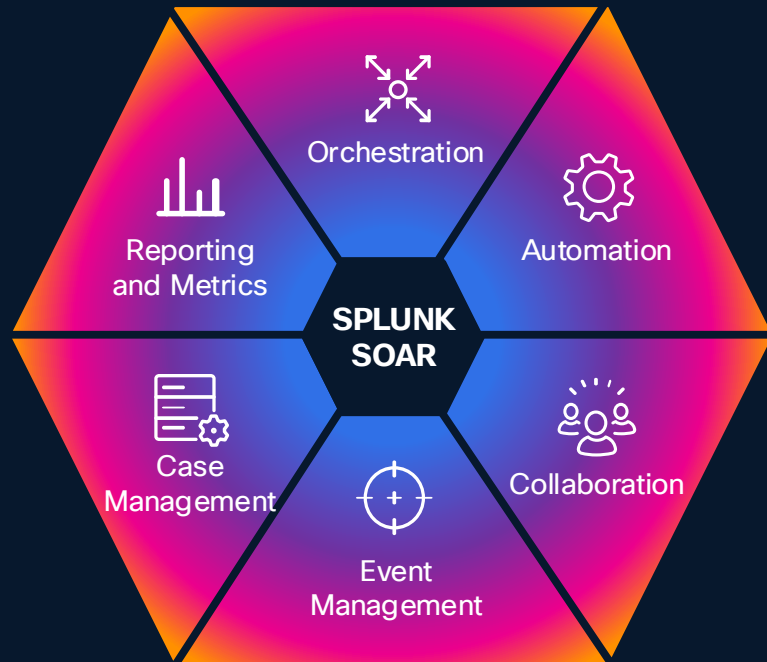 Orchestration
Reporting
and Metrics
Automation
SPLUNK
SOAR
Case
Management
Collaboration
Event
Management